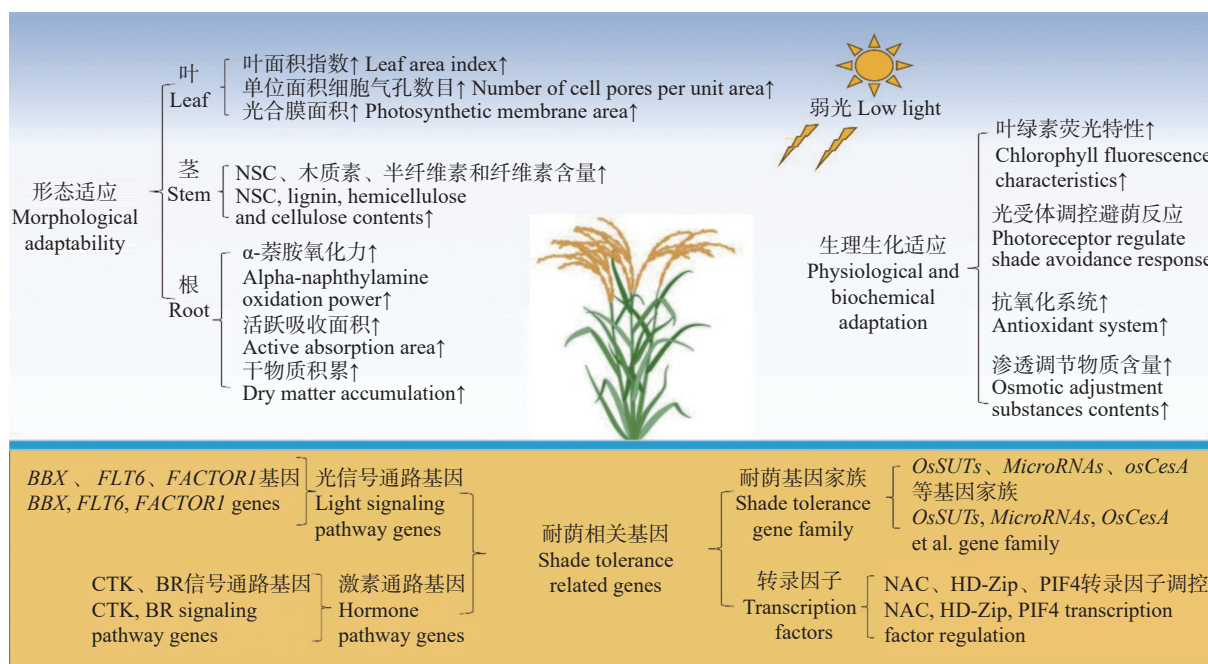 叶
Leaf
叶面积指数↑ Leaf area index↑
单位面积细胞气孔数目↑ Number of cell pores per unit area↑
光合膜面积↑ Photosynthetic membrane area↑
形态适应
Morphological
adaptability
茎
Stem
NSC、木质素、半纤维素和纤维素含量↑
NSC, lignin, hemicellulose
and cellulose contents↑
根
Root
α-萘胺氧化力↑
Alpha-naphthylamine
oxidation power↑
活跃吸收面积↑
Active absorption area↑
干物质积累↑
Dry matter accumulation↑
弱光 Low light
生理生化适应
Physiological and
biochemical
adaptation
叶绿素荧光特性↑
Chlorophyll fluorescence
characteristics↑
光受体调控避荫反应
Photoreceptor regulate
shade avoidance response
抗氧化系统↑
Antioxidant system↑
渗透调节物质含量↑
Osmotic adjustment
substances contents↑
BBX 、 FLT6、FACTOR1基因
BBX, FLT6, FACTOR1 genes
光信号通路基因
Light signaling
pathway genes
CTK、BR信号通路基因
CTK, BR signaling
pathway genes
激素通路基因
Hormone
pathway genes
耐荫相关基因
Shade tolerance
related genes
耐荫基因家族
Shade tolerance
gene family
OsSUTs、MicroRNAs、osCesA
等基因家族
OsSUTs, MicroRNAs, OsCesA
et al. gene family
转录因子
Transcription
factors
NAC、HD-Zip、PIF4转录因子调控
NAC, HD-Zip, PIF4 transcription
factor regulation